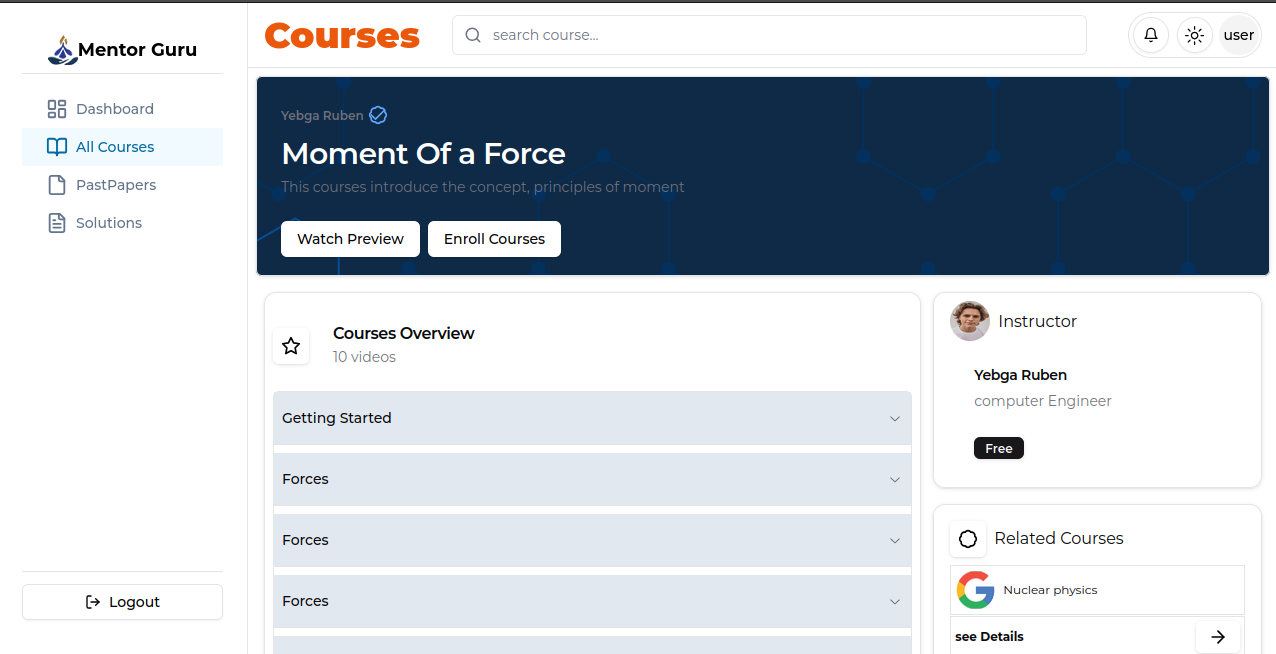 Mentor Guru
Dashboard
All Courses
PastPapers
Solutions
Logout
Courses
search course...
user
Yebga Ruben
Moment Of a Force
This courses introduce the concept, principles of moment
Watch Preview
Enroll Courses
Courses Overview
10 videos
Getting Started
Forces
Forces
Forces
Instructor
Yebga Ruben
computer Engineer
Free
Related Courses
Nuclear physics
see Details